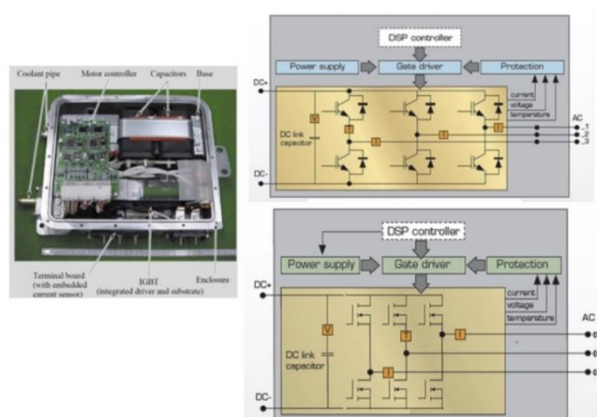 Coolant pipe
Motor controller
Capacitors
Base
Terminal board
(with embedded
current sensor)
IGBT
(integrated driver and substrate)
Enclosure
DSP controller
Power supply
Gate driver
Protection
DC+
current
voltage
temperature
AC
V
DC link
capacitor
T
I
I
I
DC-
DSP controller
Power supply
Gate driver
Protection
DC+
current
voltage
temperature
AC
V
T
I
DC link
capacitor
I
DC-